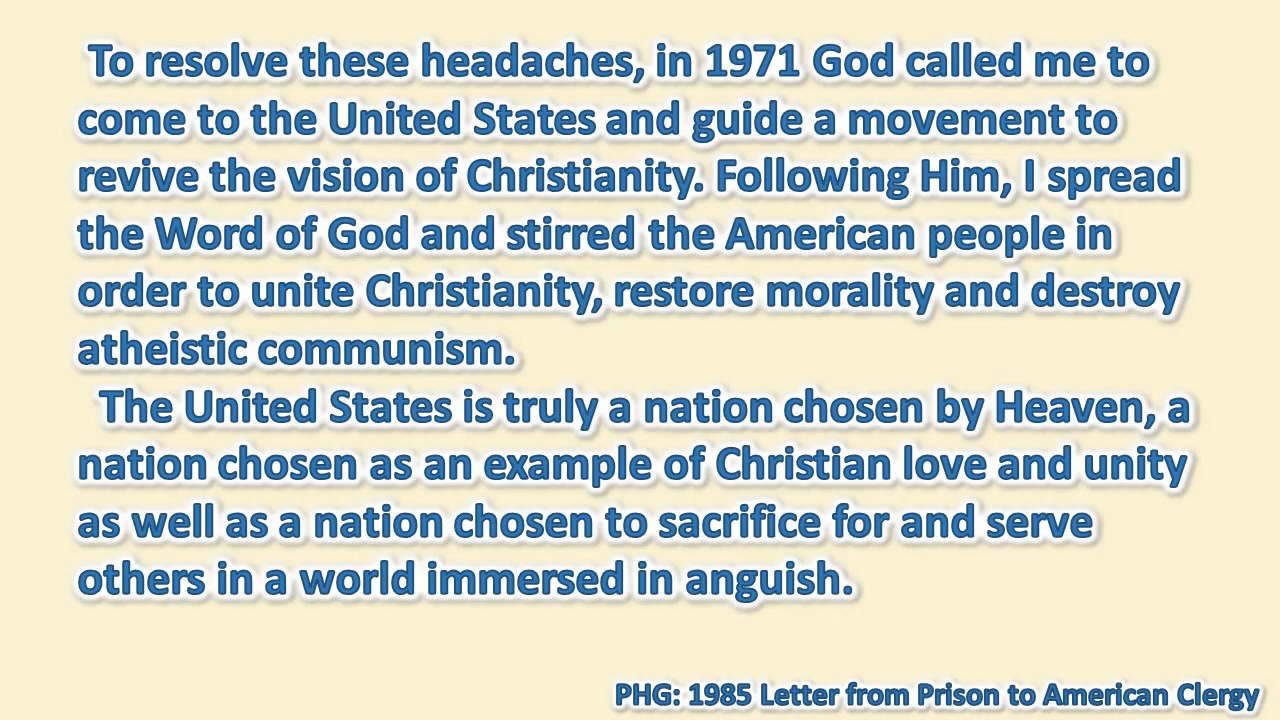 To resolve these headaches, in 1971 God called me to
come to the United States and guide a movement to
revive the vision of Christianity. Following Him, I spread
the Word of God and stirred the American people in
order to unite Christianity, restore morality and destroy
atheistic communism.
The United States is truly a nation chosen by Heaven, a
nation chosen as an example of Christian love and unity
as well as a nation chosen to sacrifice for and serve
others in a world immersed in anguish.
PHG: 1985 Letter from Prison to American Clergy